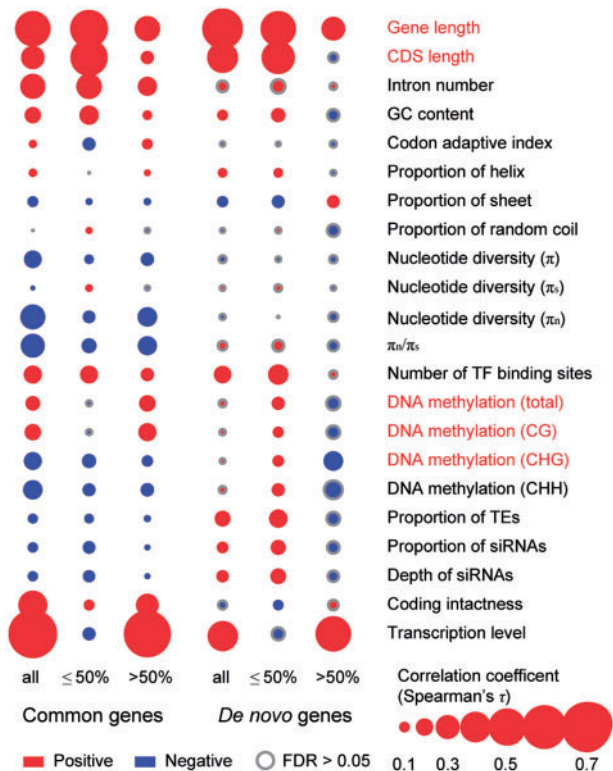 Gene length
CDS length
Intron number
GC content
Codon adaptive index
Proportion of helix
Proportion of sheet
Proportion of random coil
Nucleotide diversity (π)
Nucleotide diversity (πs)
Nucleotide diversity (πn)
πn/πs
Number of TF binding sites
DNA methylation (total)
DNA methylation (CG)
DNA methylation (CHG)
DNA methylation (CHH)
Proportion of TEs
Proportion of siRNAs
Depth of siRNAs
Coding intactness
Transcription level
all ≤50% >50% all ≤50% >50%
Common genes De novo genes
Correlation coefficent
(Spearman's τ)
0.1 0.3 0.5 0.7
Positive Negative FDR > 0.05